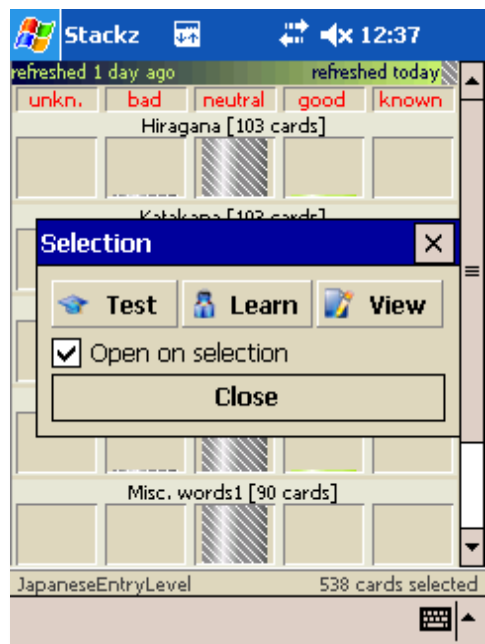 Stackz 12:37
refreshed 1 day ago refreshed today
unkn. bad neutral good known
Hiragana [103 cards]
Katakana [103 cards]
Selection
Test Learn View
Open on selection
Close
Misc. words1 [90 cards]
JapaneseEntryLevel 538 cards selected